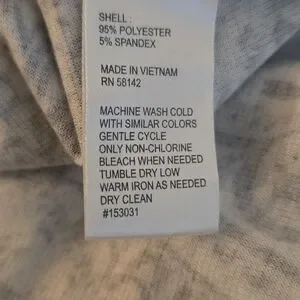 SHELL :
95% POLYESTER
5% SPANDEX
MADE IN VIETNAM
RN 58142
MACHINE WASH COLD
WITH SIMILAR COLORS
GENTLE CYCLE
ONLY NON-CHLORINE
BLEACH WHEN NEEDED
TUMBLE DRY LOW
WARM IRON AS NEEDED
DRY CLEAN
#153031